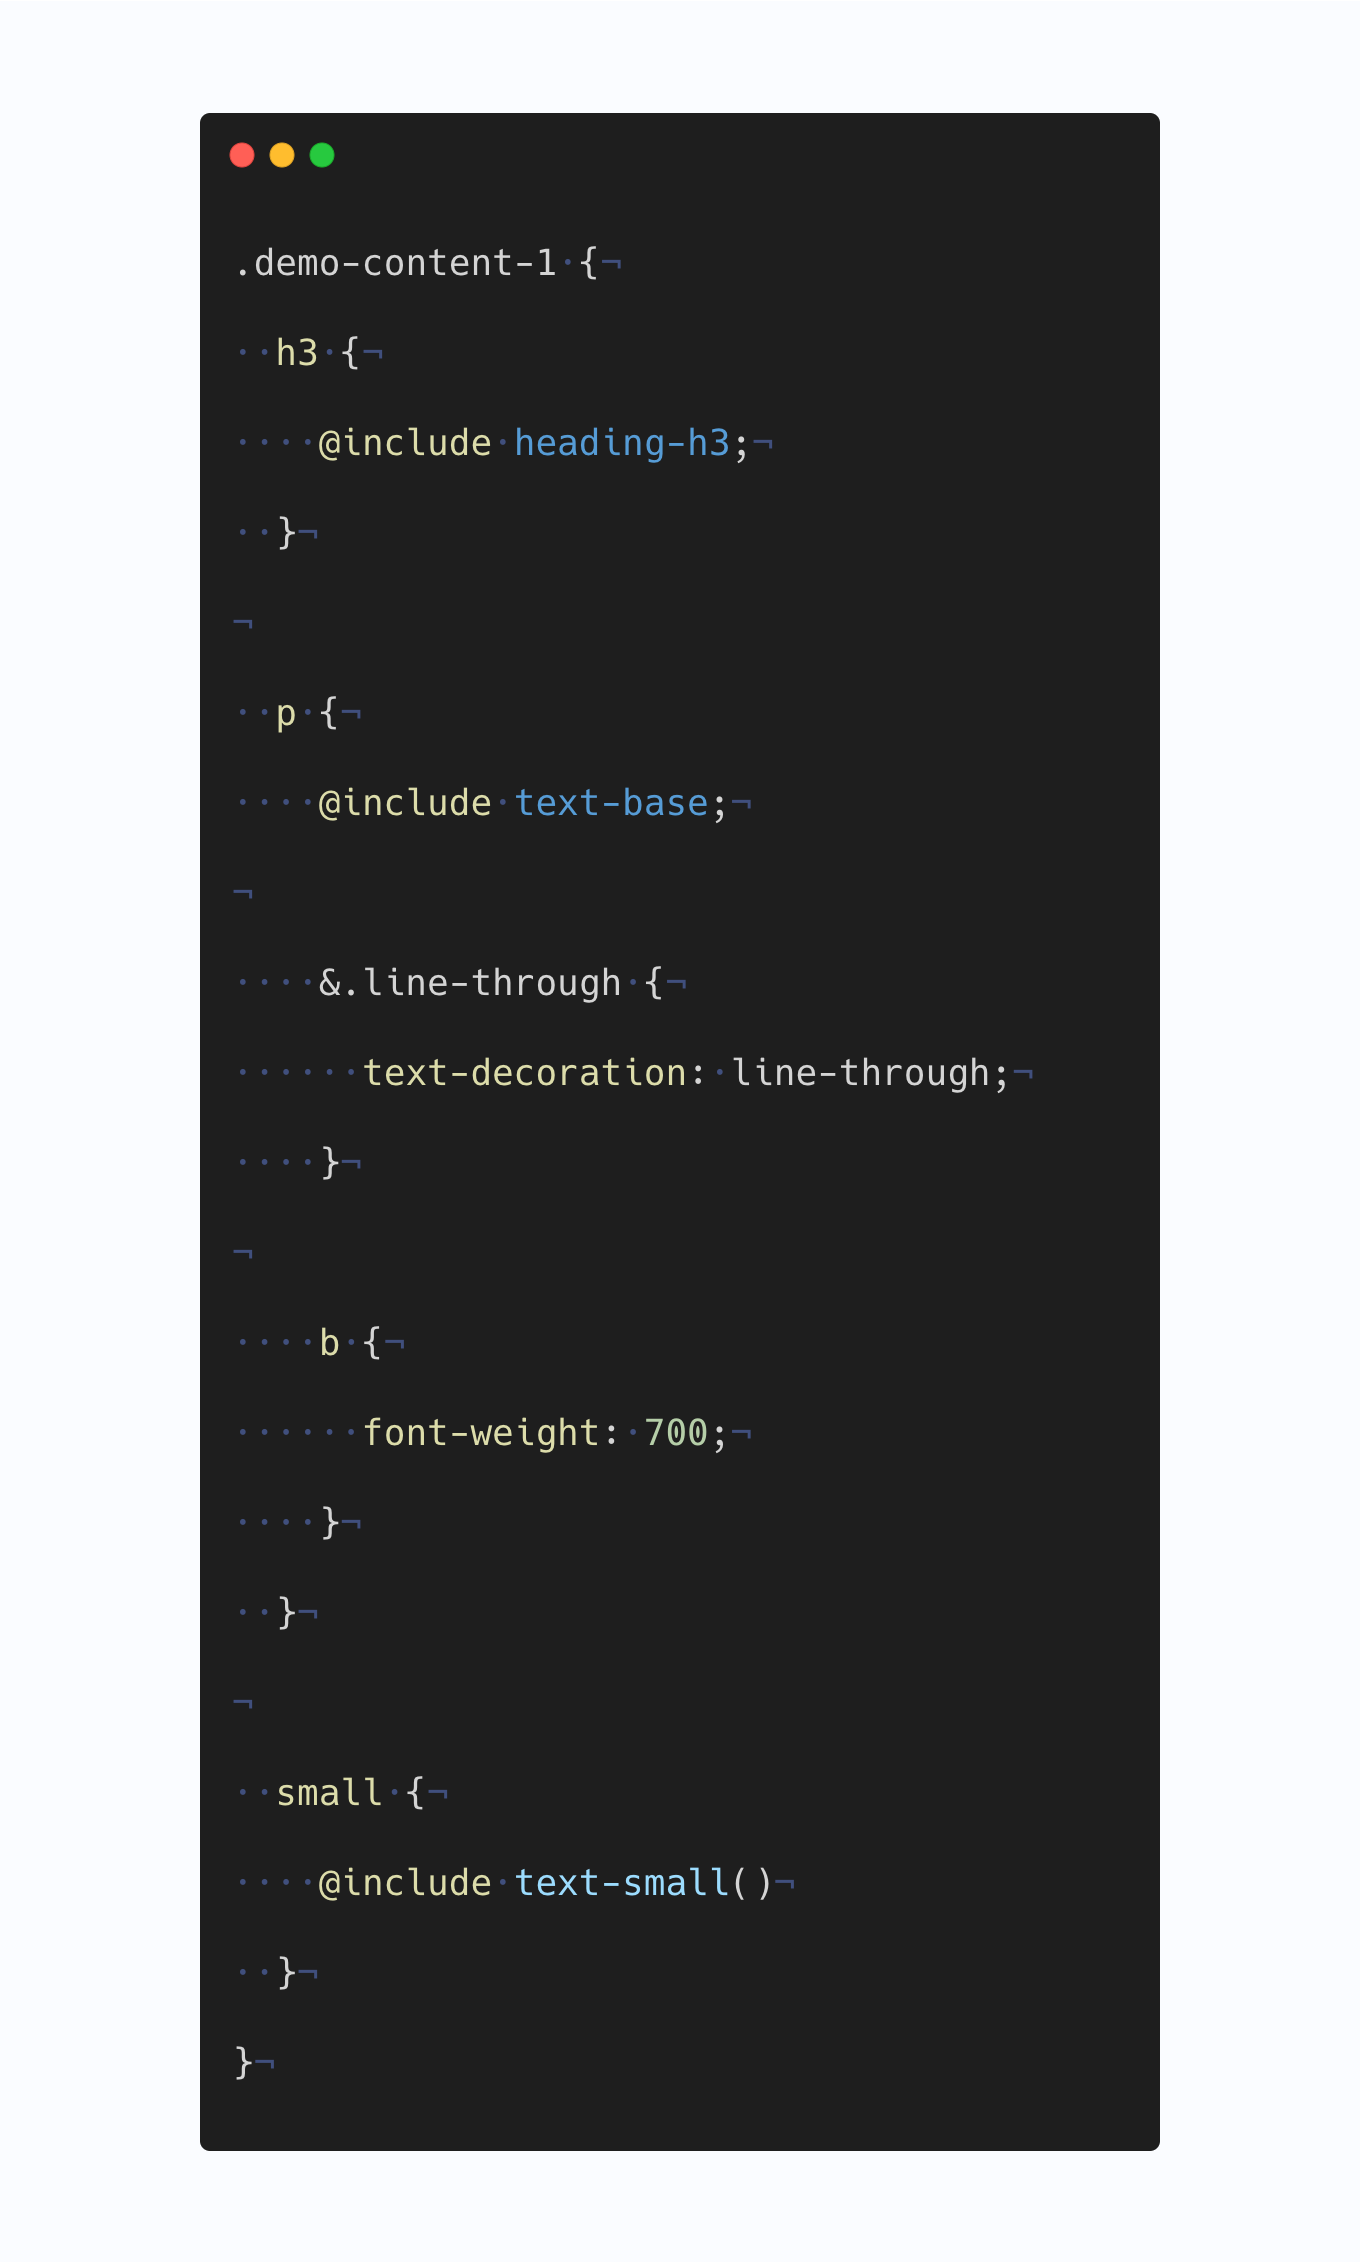 .demo-content-1·{¬
··h3·{¬
····@include·heading-h3;¬
··}¬
¬
··p·{¬
····@include·text-base;¬
¬
····&.line-through·{¬
······text-decoration:·line-through;¬
····}¬
¬
····b·{¬
······font-weight:·700;¬
····}¬
··}¬
¬
··small·{¬
····@include·text-small()¬
··}¬
}¬